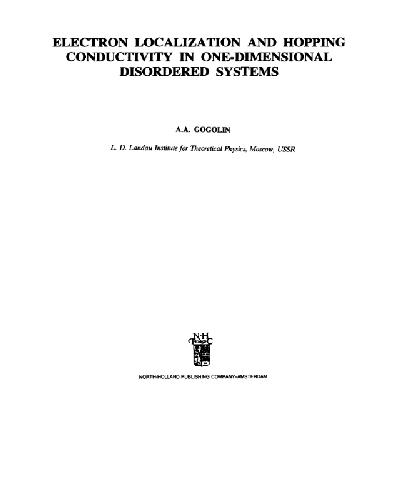 ELECTRON LOCALIZATION AND HOPPING
CONDUCTIVITY IN ONE-DIMENSIONAL
DISORDERED SYSTEMS
A.A. GOGOLIN
L. D. Landau Institute for Theoretical Physics, Moscow, USSR
N·H
NORTH-HOLLAND PUBLISHING COMPANY-AMSTERDAM